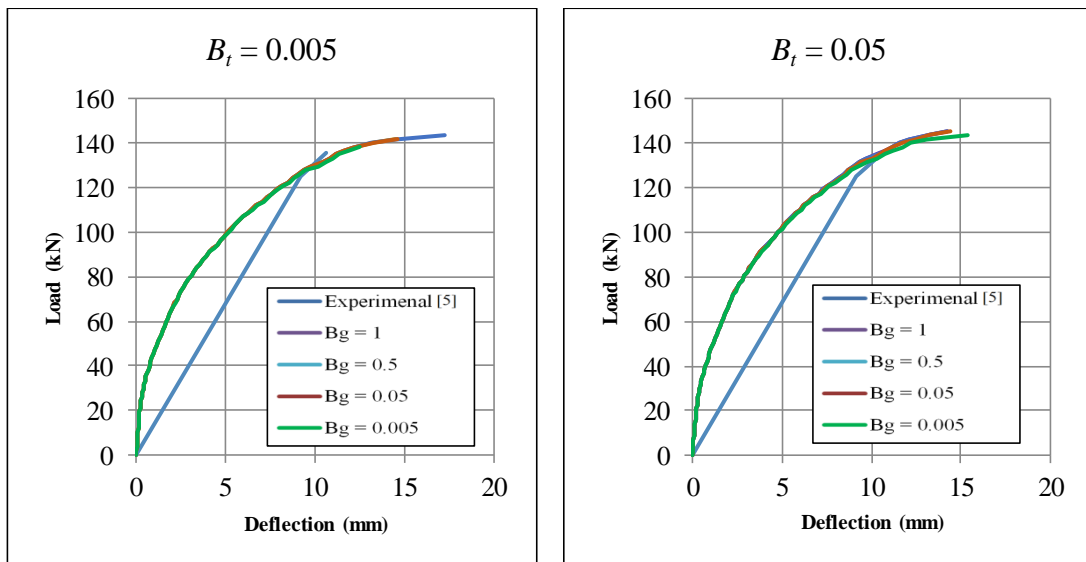 B_t = 0.005
160
140
120
100
80
60
40
20
0
Load (kN)
0 5 10 15 20
Deflection (mm)
Experimenal [5]
Bg = 1
Bg = 0.5
Bg = 0.05
Bg = 0.005
B_t = 0.05
160
140
120
100
80
60
40
20
0
Load (kN)
0 5 10 15 20
Deflection (mm)
Experimenal [5]
Bg = 1
Bg = 0.5
Bg = 0.05
Bg = 0.005